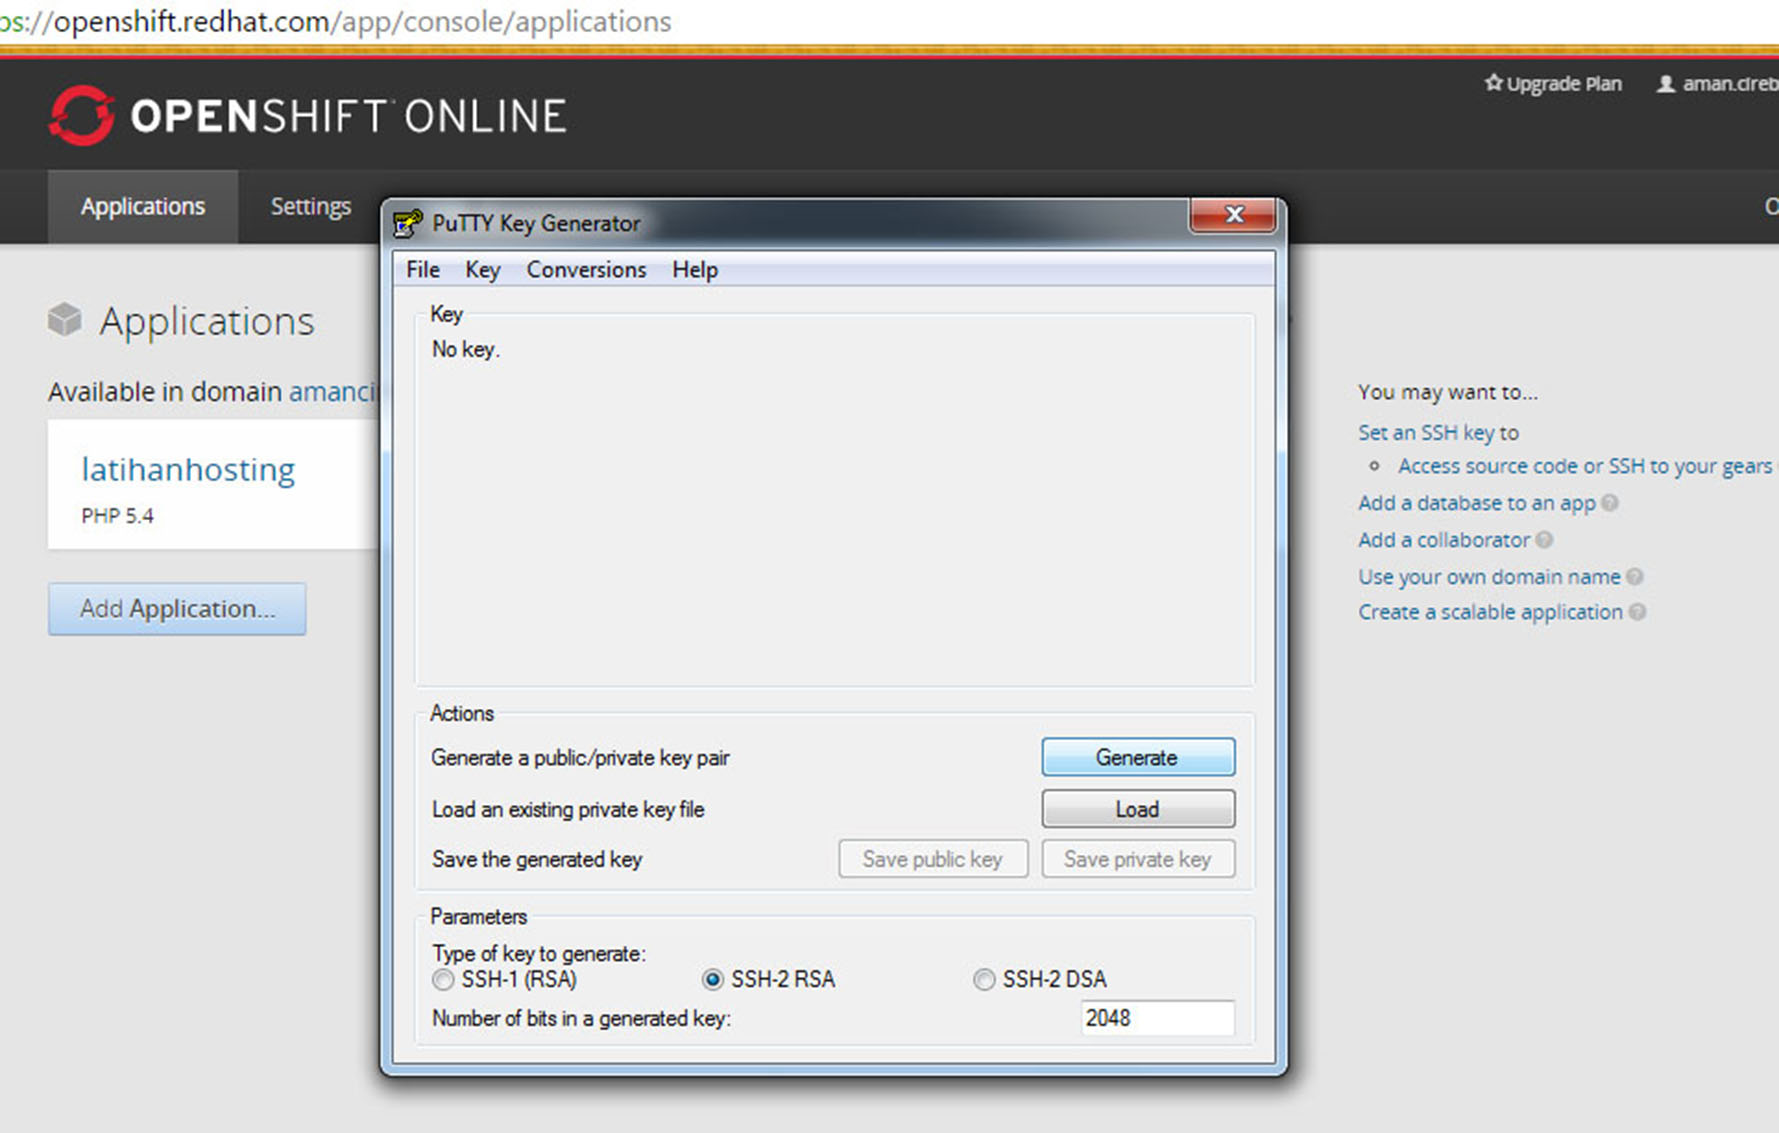 ps://openshift.redhat.com/app/console/applications
OPENSHIFT ONLINE
Upgrade Plan
Applications
Settings
PuTTY Key Generator
File Key Conversions Help
Key
No key.
Applications
Available in domain
latihanhosting
PHP 5.4
Add Application...
You may want to...
Set an SSH key to
Access source code or SSH to your gears
Add a database to an app
Add a collaborator
Use your own domain name
Create a scalable application
Actions
Generate a public/private key pair
Generate
Load an existing private key file
Load
Save the generated key
Save public key
Save private key
Parameters
Type of key to generate:
SSH-1 (RSA)
SSH-2 RSA
SSH-2 DSA
Number of bits in a generated key:
2048